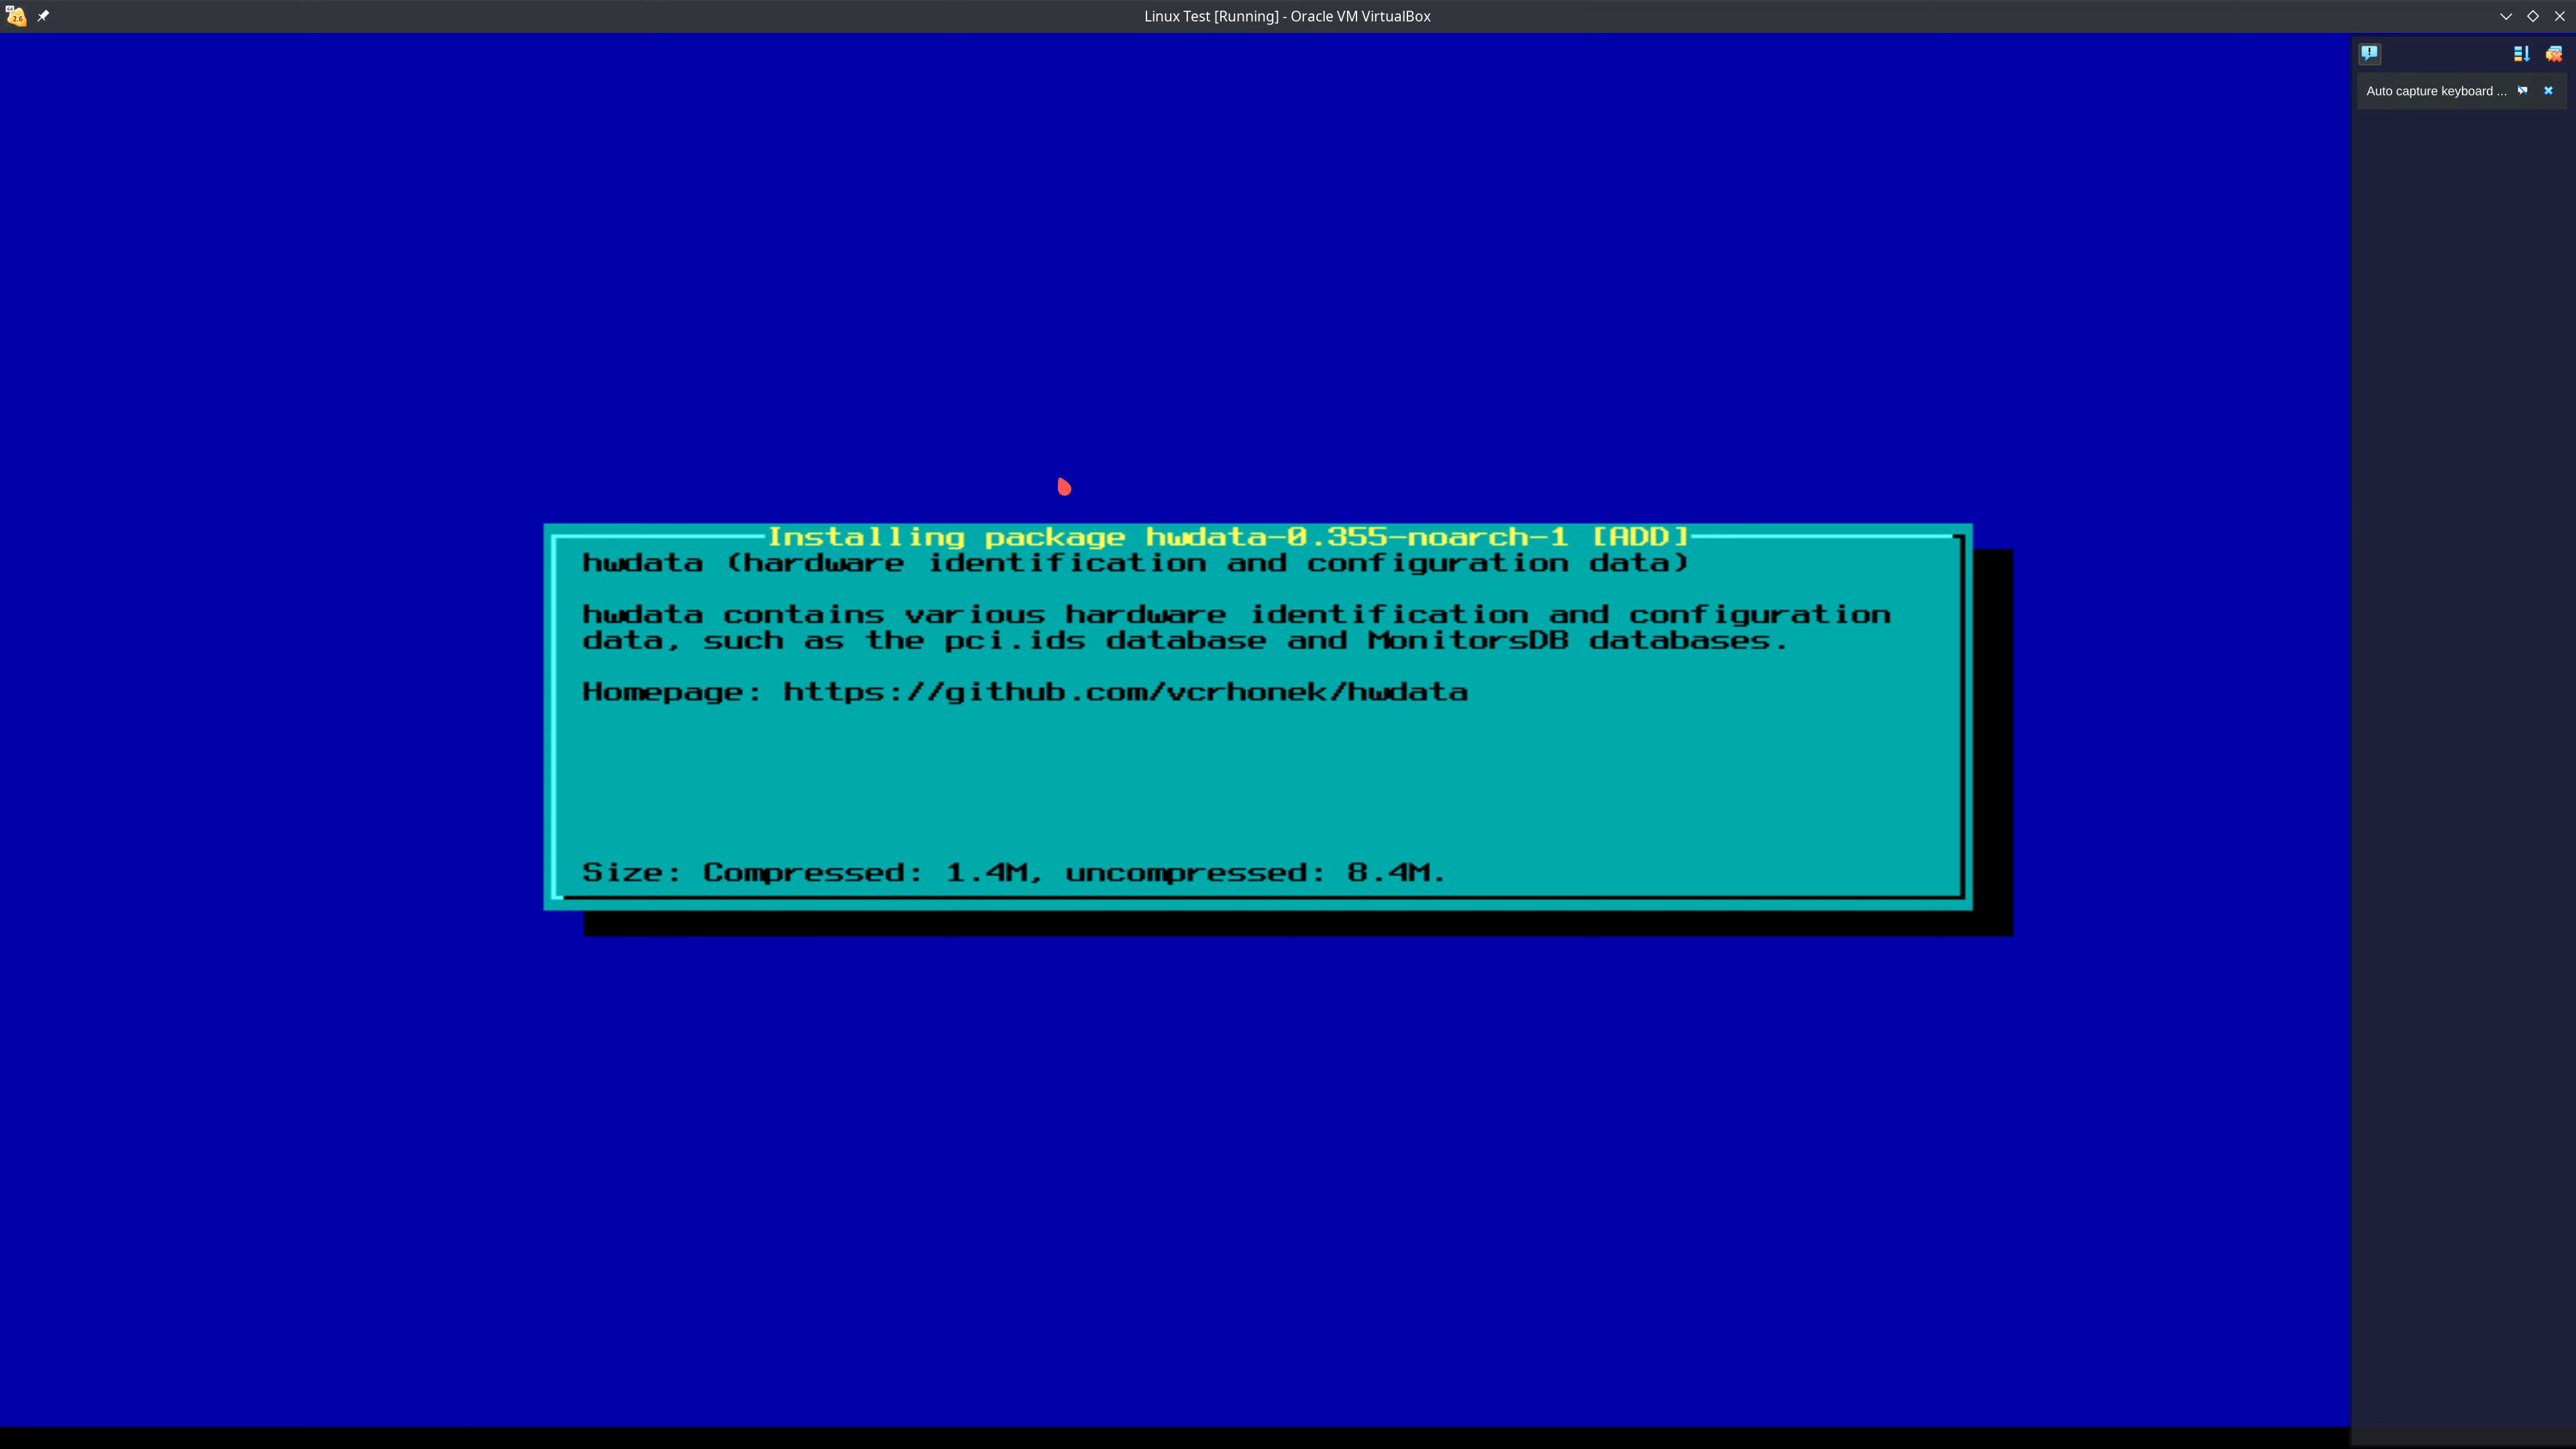 Linux Test [Running] - Oracle VM VirtualBox
Auto capture keyboard ...
Installing package hwdata-0.355-noarch-1 [ADD]
hwdata (hardware identification and configuration data)
hwdata contains various hardware identification and configuration
data, such as the pci.ids database and MonitorsDB databases.
Homepage: https://github.com/vcrhonek/hwdata
Size: Compressed: 1.4M, uncompressed: 8.4M.